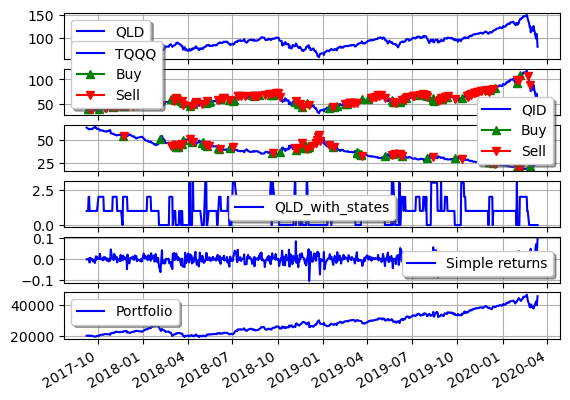 150
100
QLD
TQQQ
Buy
Sell
100
50
QID
Buy
Sell
50
25
2.5
0.0
QLD_with_states
0.1
0.0
−0.1
Simple returns
40000
20000
Portfolio
2017-10
2018-01
2018-04
2018-07
2018-10
2019-01
2019-04
2019-07
2019-10
2020-01
2020-04